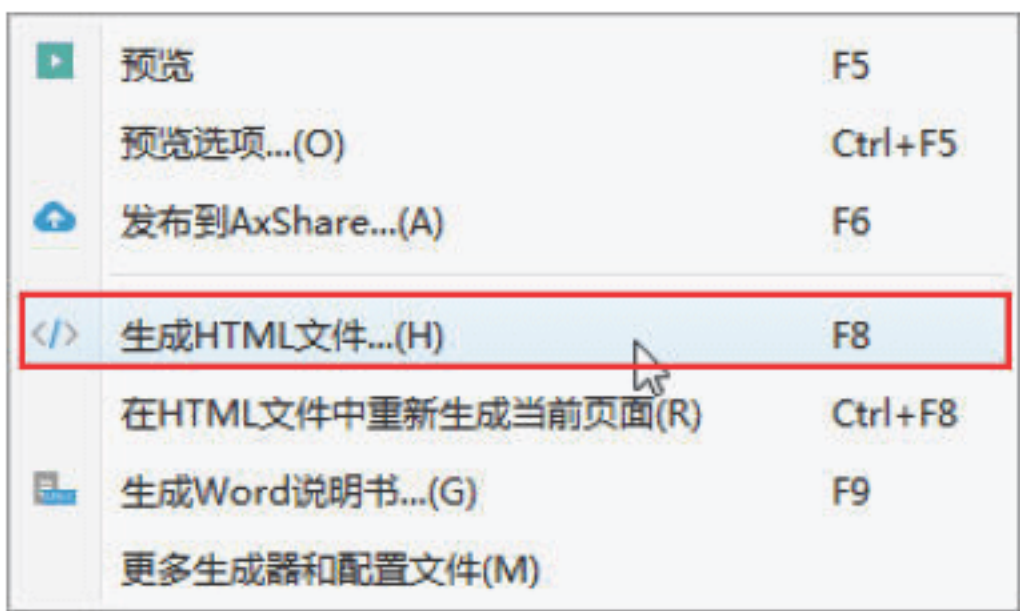 预览 F5
预览选项...(O) Ctrl+F5
发布到AxShare...(A) F6
</> 生成HTML文件...(H) F8
在HTML文件中重新生成当前页面(R) Ctrl+F8
生成Word说明书...(G) F9
更多生成器和配置文件(M)